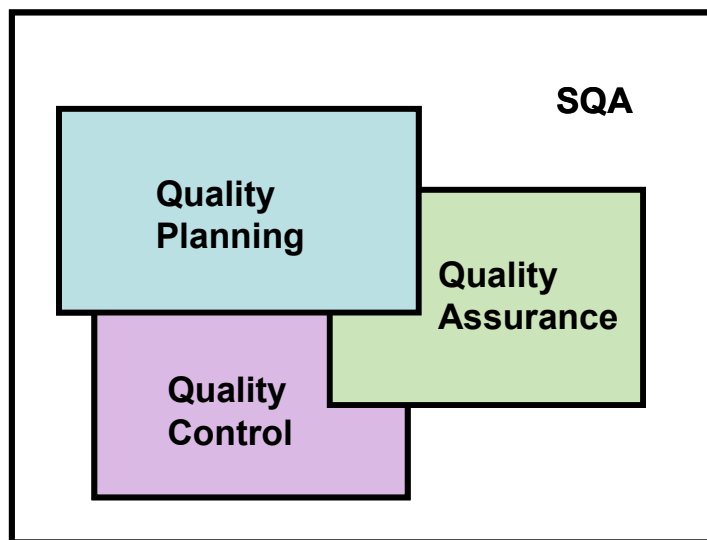 SQA
Quality
Planning
Quality
Assurance
Quality
Control